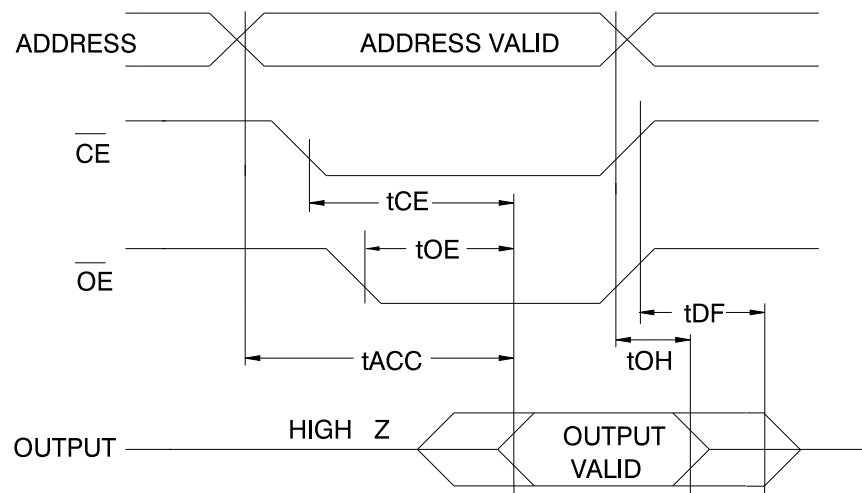 ADDRESS
ADDRESS VALID
CE
tCE
OE
tOE
tDF
tACC
tOH
HIGH Z
OUTPUT
OUTPUT
VALID